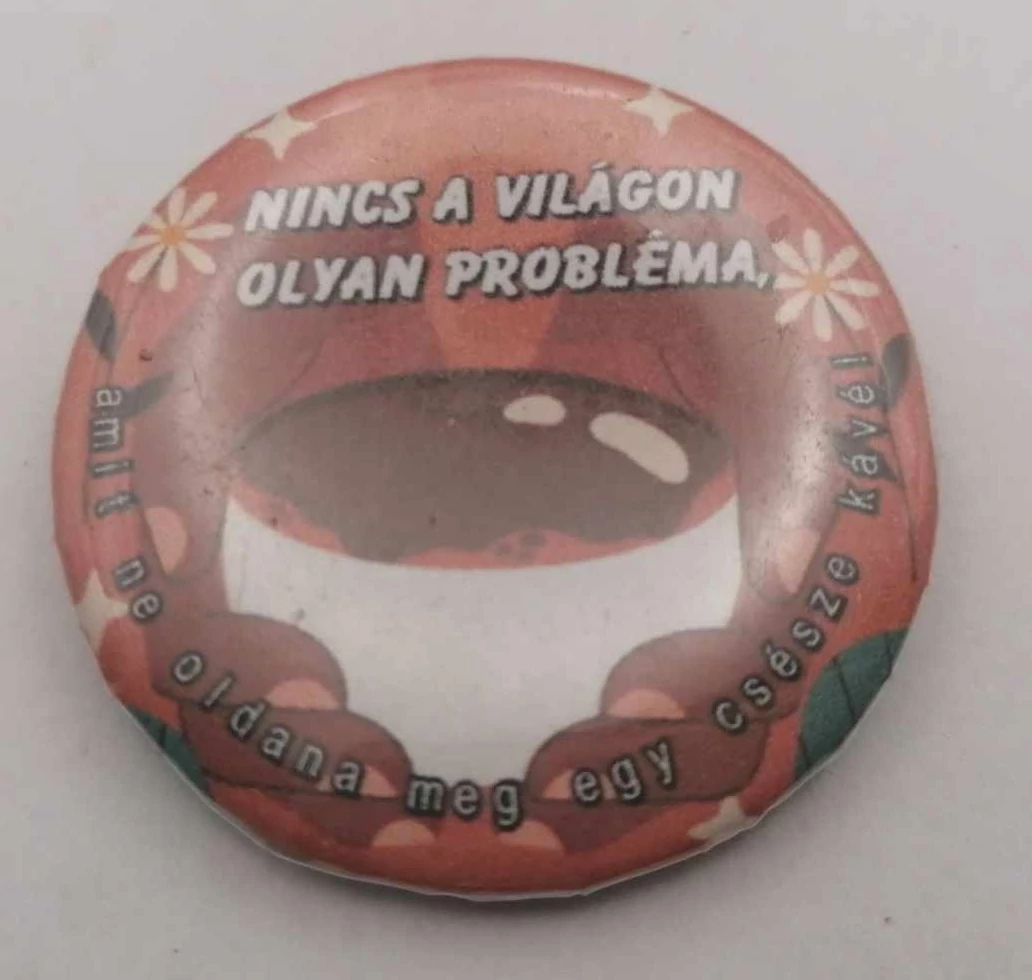 NINCS A VILÁGON
OLYAN PROBLÉMA,
amit ne oldana meg egy csésze kávé!